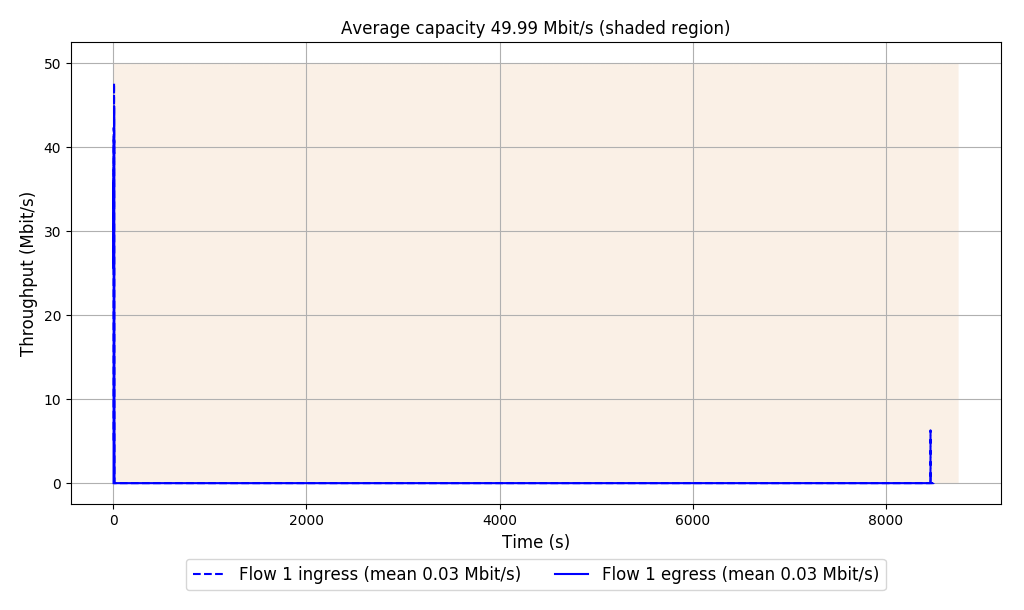 Average capacity 49.99 Mbit/s (shaded region)
Throughput (Mbit/s)
50
40
30
20
10
0
0 2000 4000 6000 8000
Time (s)
Flow 1 ingress (mean 0.03 Mbit/s) Flow 1 egress (mean 0.03 Mbit/s)